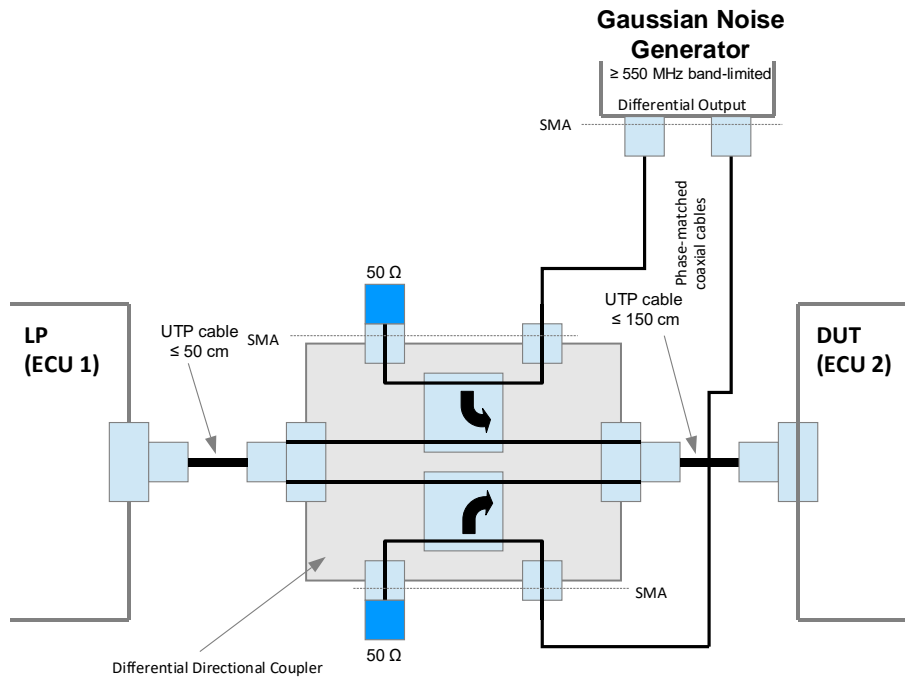 Gaussian Noise
Generator
≥ 550 MHz band-limited
Differential Output
SMA
Phase-matched
coaxial cables
50 Ω
UTP cable
≤ 150 cm
SMA
UTP cable
≤ 50 cm
LP
(ECU 1)
DUT
(ECU 2)
SMA
50 Ω
Differential Directional Coupler